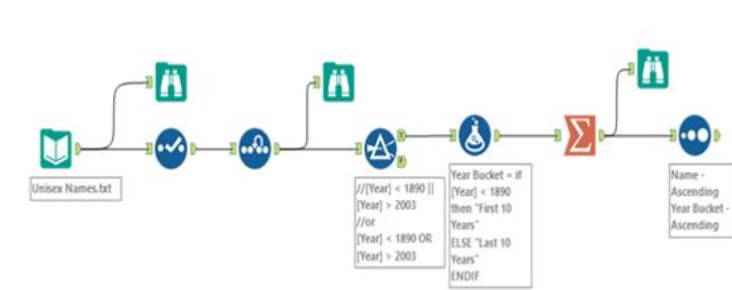 Unisex Names.txt
//[Year] < 1890 ||
[Year] > 2003
//or
[Year] < 1890 OR
[Year] > 2003
T
F
Year Bucket = if
[Year] < 1890
then "First 10
Years"
ELSE "Last 10
Years"
ENDIF
Σ
Name -
Ascending
Year Bucket -
Ascending